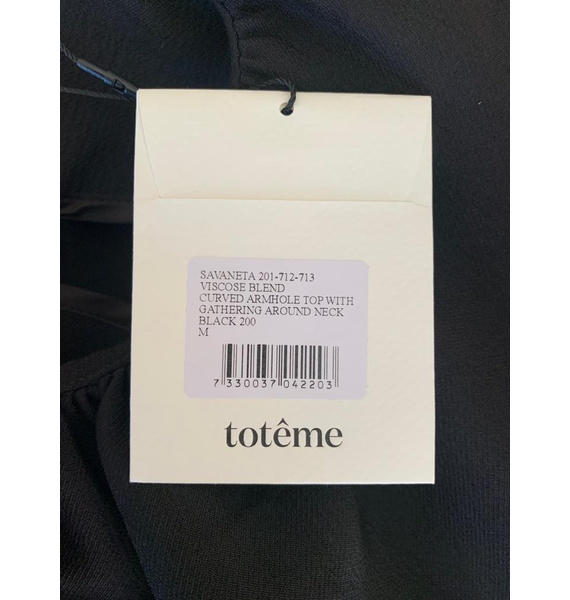 SAVANETA 201-712-713
VISCOSE BLEND
CURVED ARMHOLE TOP WITH
GATHERING AROUND NECK
BLACK 200
M
7 330037 042203
totême